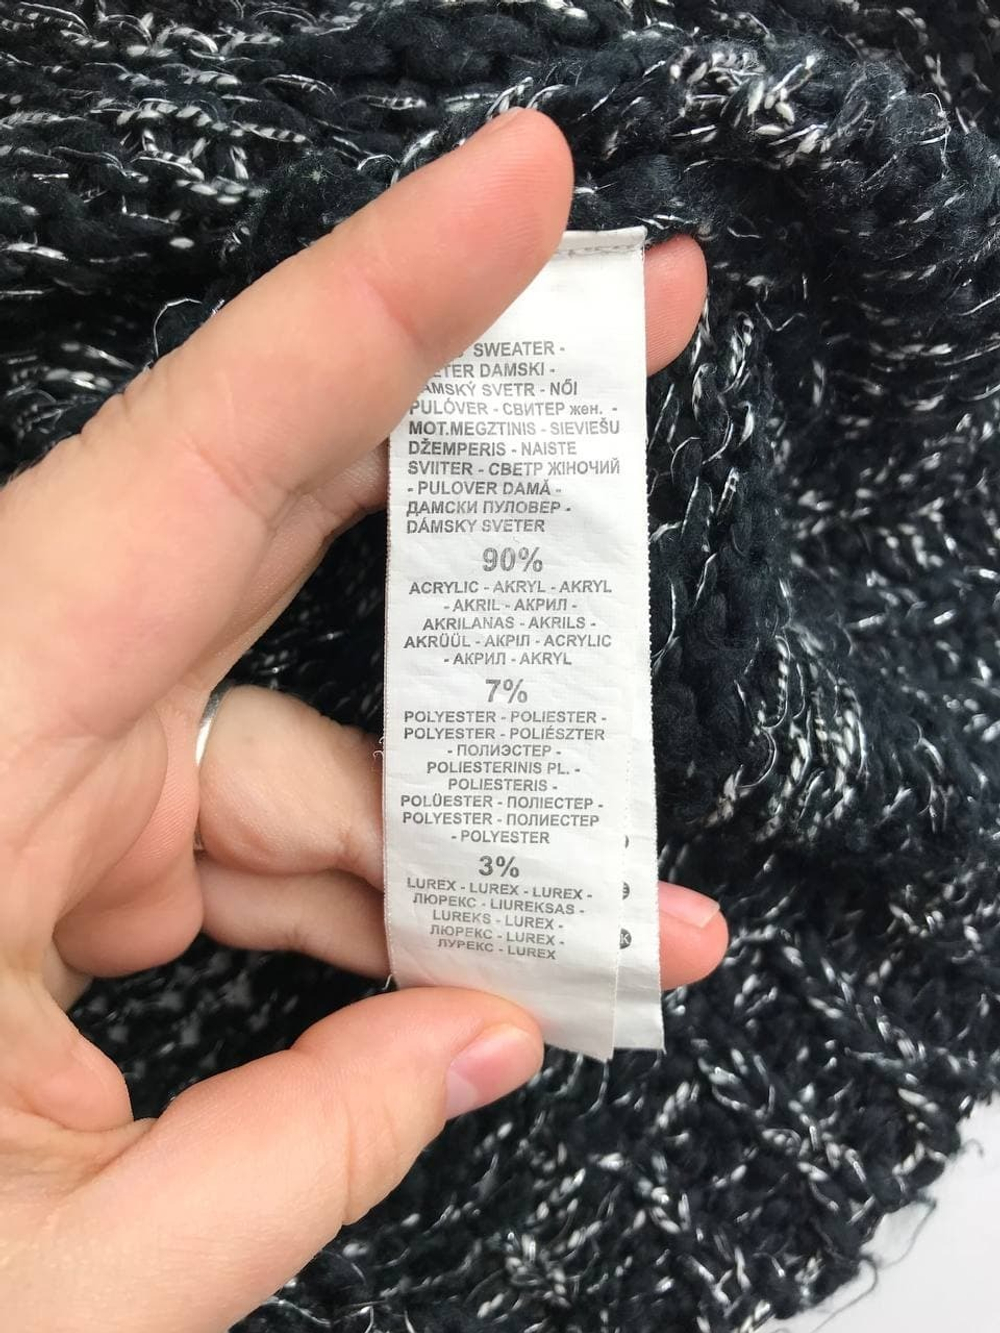 SWEATER -
DAMSKI -
SVETR - NŐI
PULÓVER - СВИТЕР жен. -
MOT.MEGZTINIS - SIEVIEŠU
DŽEMPERIS - NAISTE
SVIITER - СВЕТР ЖІНОЧИЙ
- PULOVER DAMĂ -
ДАМСКИ ПУЛОВЕР -
DÁMSKY SVETER
90%
ACRYLIC - AKRYL - AKRYL
- AKRIL - АКРИЛ -
AKRILANAS - AKRILS -
AKRÜÜL - АКРІЛ - ACRYLIC
- АКРИЛ - AKRYL
7%
POLYESTER - POLIESTER -
POLYESTER - POLIÉSZTER
- ПОЛИЭСТЕР -
POLIESTERINIS PL. -
POLIESTERIS -
POLÜESTER - ПОЛІЕСТЕР -
POLYESTER - ПОЛИЕСТЕР
- POLYESTER
3%
LUREX - LUREX - LUREX -
ЛЮРЕКС - LIUREKSAS -
LUREKS - LUREX -
ЛЮРЕКС - LUREX -
ЛУРЕКС - LUREX